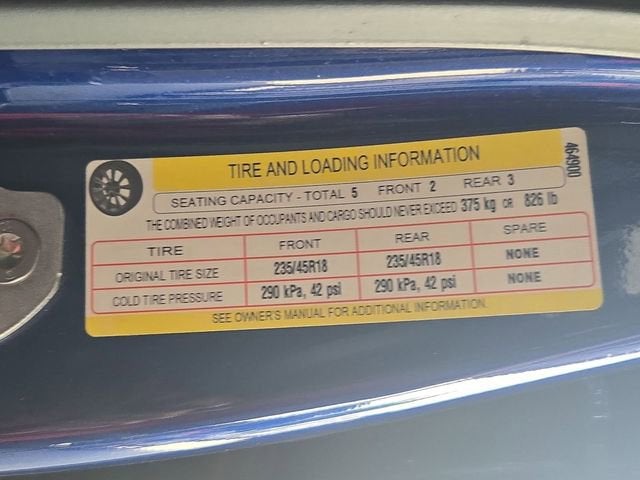 TIRE AND LOADING INFORMATION
464900
SEATING CAPACITY - TOTAL 5 FRONT 2 REAR 3
THE COMBINED WEIGHT OF OCCUPANTS AND CARGO SHOULD NEVER EXCEED 375 kg OR 826 lb
TIRE FRONT REAR SPARE
ORIGINAL TIRE SIZE 235/45R18 235/45R18 NONE
COLD TIRE PRESSURE 290 kPa, 42 psi 290 kPa, 42 psi NONE
SEE OWNER'S MANUAL FOR ADDITIONAL INFORMATION.